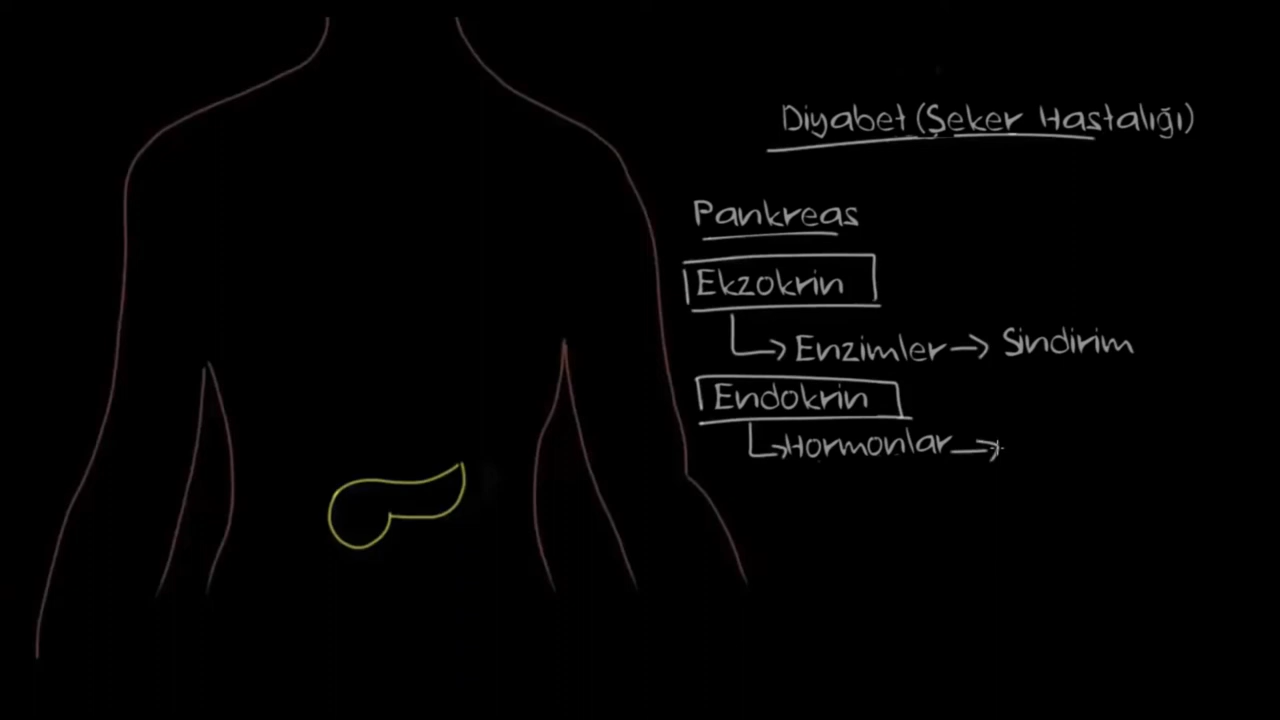 Diyabet (Şeker Hastalığı)
Pankreas
Ekzokrin
→ Enzimler → Sindirim
Endokrin
→ Hormonlar →